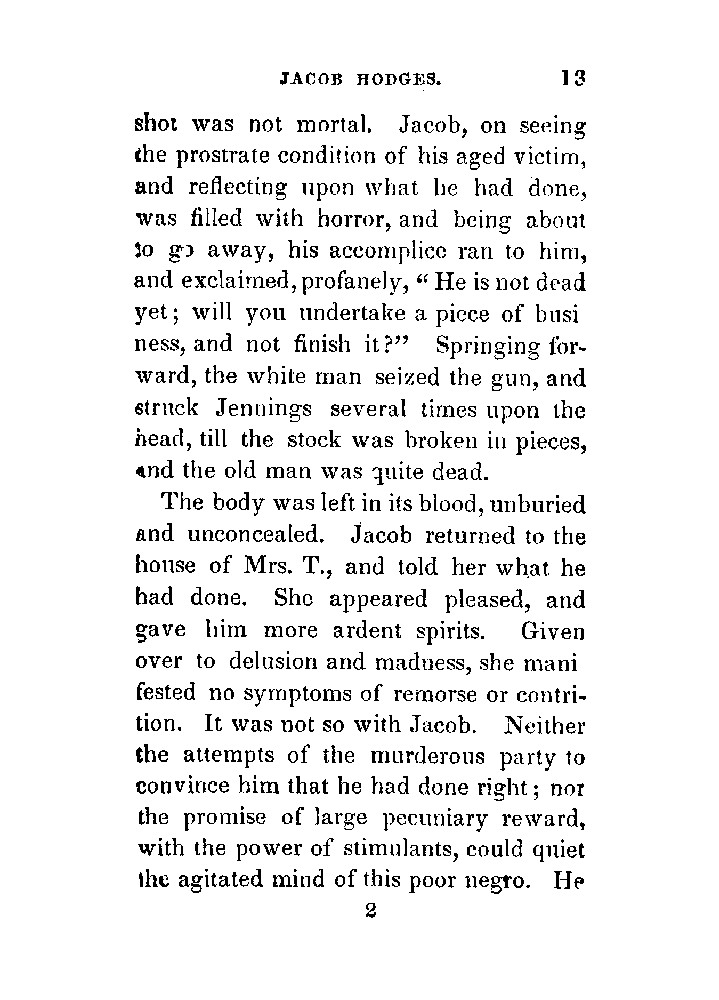 JACOB HODGES. 13
shot was not mortal. Jacob, on seeing
the prostrate condition of his aged victim,
and reflecting upon what he had done,
was filled with horror, and being about
to go away, his accomplice ran to him,
and exclaimed, profanely, “ He is not dead
yet ; will you undertake a piece of busi
ness, and not finish it?” Springing for-
ward, the white man seized the gun, and
struck Jennings several times upon the
head, till the stock was broken in pieces,
and the old man was quite dead.
The body was left in its blood, unburied
and unconcealed. Jacob returned to the
house of Mrs. T., and told her what he
had done. She appeared pleased, and
gave him more ardent spirits. Given
over to delusion and madness, she mani
fested no symptoms of remorse or contri-
tion. It was not so with Jacob. Neither
the attempts of the murderous party to
convince him that he had done right ; nor
the promise of large pecuniary reward,
with the power of stimulants, could quiet
the agitated mind of this poor negro. He
2